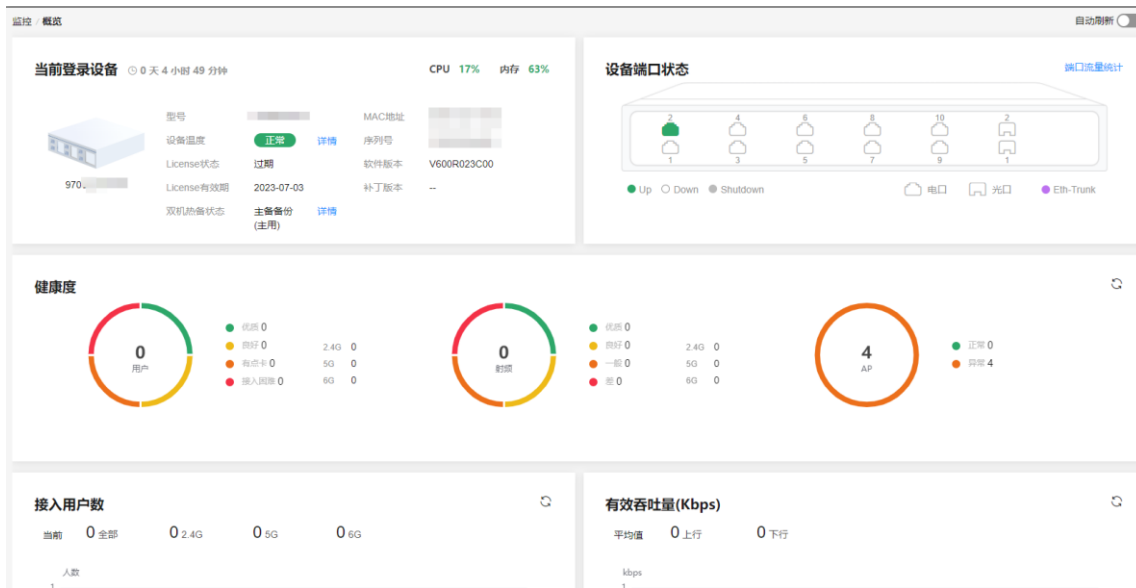 监控 / 概览
自动刷新
当前登录设备 0 天 4 小时 49 分钟 CPU 17% 内存 63%
型号 MAC地址
设备温度 正常 详情 序列号
License状态 过期 软件版本 V600R023C00
970
License有效期 2023-07-03 补丁版本 --
双机热备状态 主备备份 详情
(主用)
设备端口状态 端口流量统计
2 4 6 8 10 2
1 3 5 7 9 1
Up Down Shutdown 电口 光口 Eth-Trunk
健康度
0
用户
优质 0
良好 0
有点卡 0
接入困难 0
2.4G 0
5G 0
6G 0
0
射频
优质 0
良好 0
一般 0
差 0
2.4G 0
5G 0
6G 0
4
AP
正常 0
异常 4
接入用户数
当前 0 全部 0 2.4G 0 5G 0 6G
人数
1
有效吞吐量(Kbps)
平均值 0 上行 0 下行
kbps
1